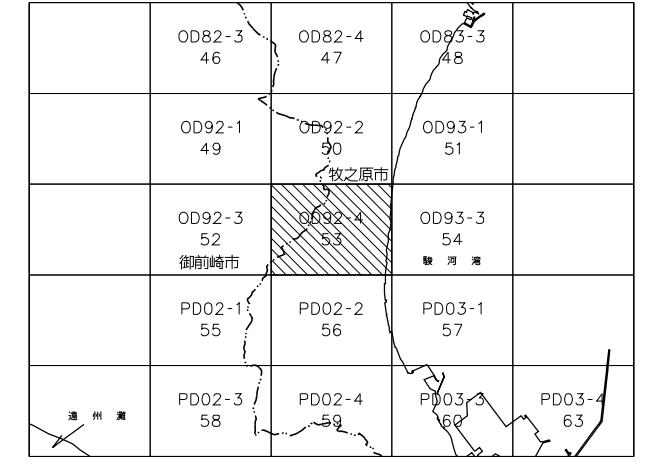 OD82-3
46
OD82-4
47
OD83-3
48
OD92-1
49
OD92-2
50
OD93-1
51
牧之原市
OD92-3
52
御前崎市
OD92-4
53
OD93-3
54
駿河湾
PD02-1
55
PD02-2
56
PD03-1
57
遠州灘
PD02-3
58
PD02-4
59
PD03-3
60
PD03-4
63